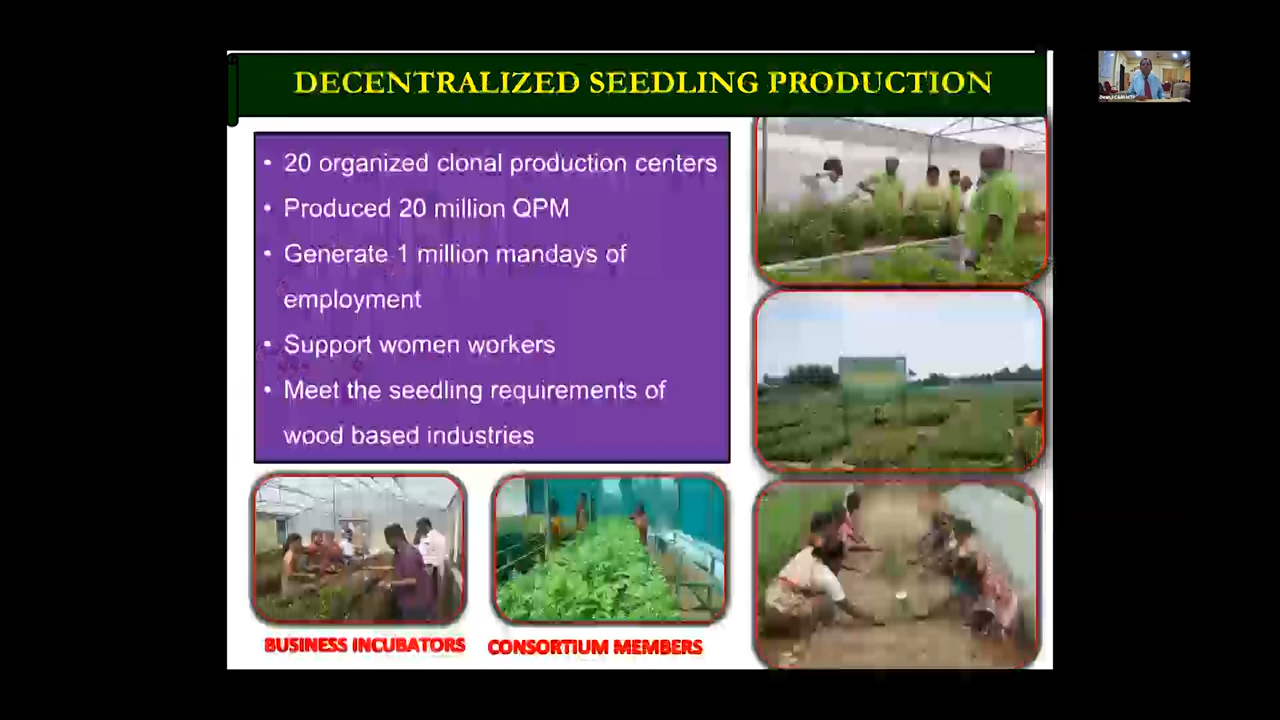 DECENTRALIZED SEEDLING PRODUCTION
• 20 organized clonal production centers
• Produced 20 million QPM
• Generate 1 million mandays of
employment
• Support women workers
• Meet the seedling requirements of
wood based industries
BUSINESS INCUBATORS
CONSORTIUM MEMBERS